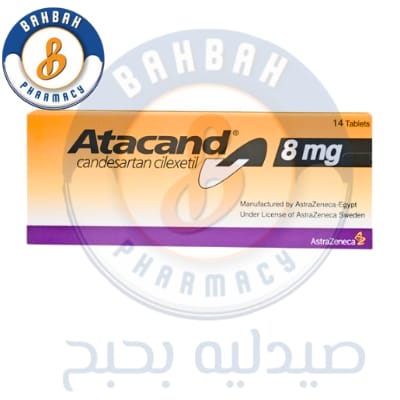 BAHBAH
PHARMACY
14 Tablets
Atacand®
candesartan cilexetil
8 mg
Manufactured by AstraZeneca-Egypt
Under License of AstraZeneca Sweden
AstraZeneca
BAHBAH
PHARMACY
صيدليه بحبح